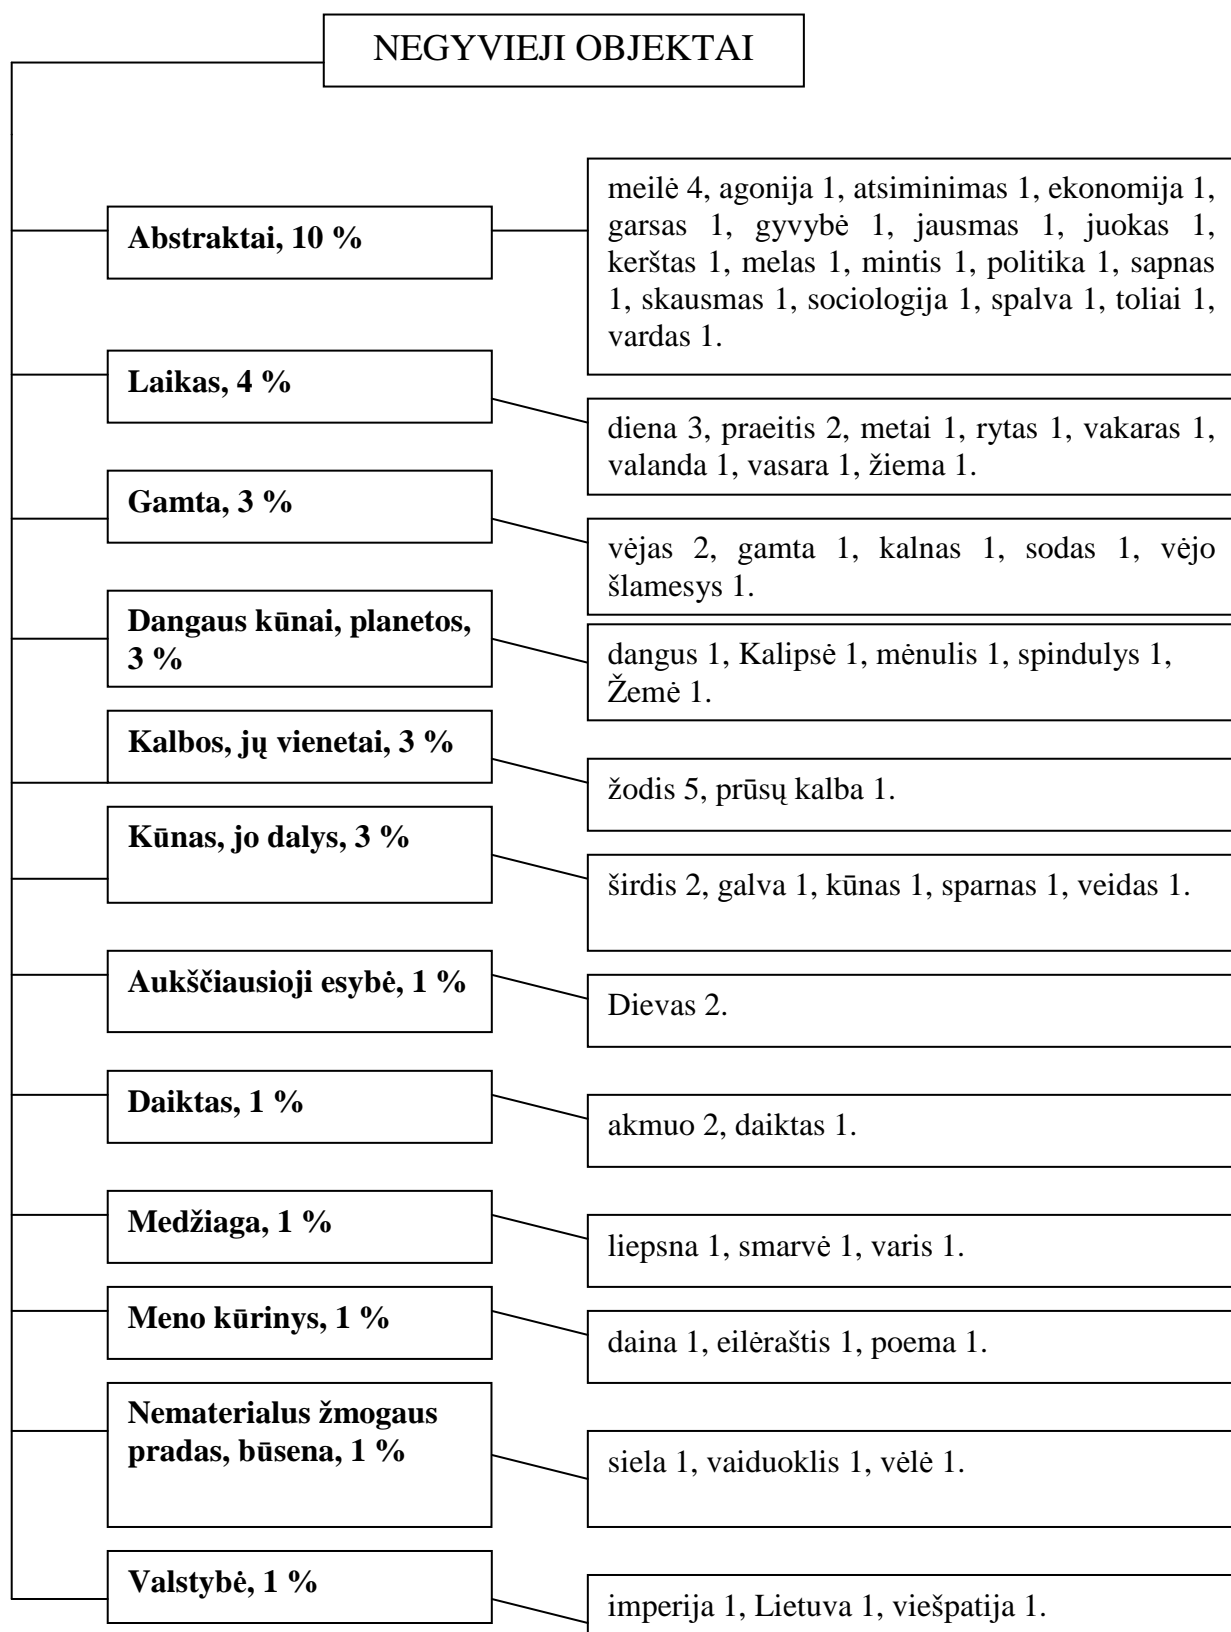 NEGYVIEJI OBJEKTAI
Abstraktai, 10 %
meilė 4, agonija 1, atsiminimas 1, ekonomija 1,
garsas 1, gyvybė 1, jausmas 1, juokas 1,
kerštas 1, melas 1, mintis 1, politika 1, sapnas
1, skausmas 1, sociologija 1, spalva 1, toliai 1,
vardas 1.
Laikas, 4 %
diena 3, praeitis 2, metai 1, rytas 1, vakaras 1,
valanda 1, vasara 1, žiema 1.
Gamta, 3 %
vėjas 2, gamta 1, kalnas 1, sodas 1, vėjo
šlamesys 1.
Dangaus kūnai, planetos,
3 %
dangus 1, Kalipsė 1, mėnulis 1, spindulys 1,
Žemė 1.
Kalbos, jų vienetai, 3 %
žodis 5, prūsų kalba 1.
Kūnas, jo dalys, 3 %
širdis 2, galva 1, kūnas 1, sparnas 1, veidas 1.
Aukščiausioji esybė, 1 %
Dievas 2.
Daiktas, 1 %
akmuo 2, daiktas 1.
Medžiaga, 1 %
liepsna 1, smarvė 1, varis 1.
Meno kūrinys, 1 %
daina 1, eilėraštis 1, poema 1.
Nematerialus žmogaus
pradas, būsena, 1 %
siela 1, vaiduoklis 1, vėlė 1.
Valstybė, 1 %
imperija 1, Lietuva 1, viešpatija 1.